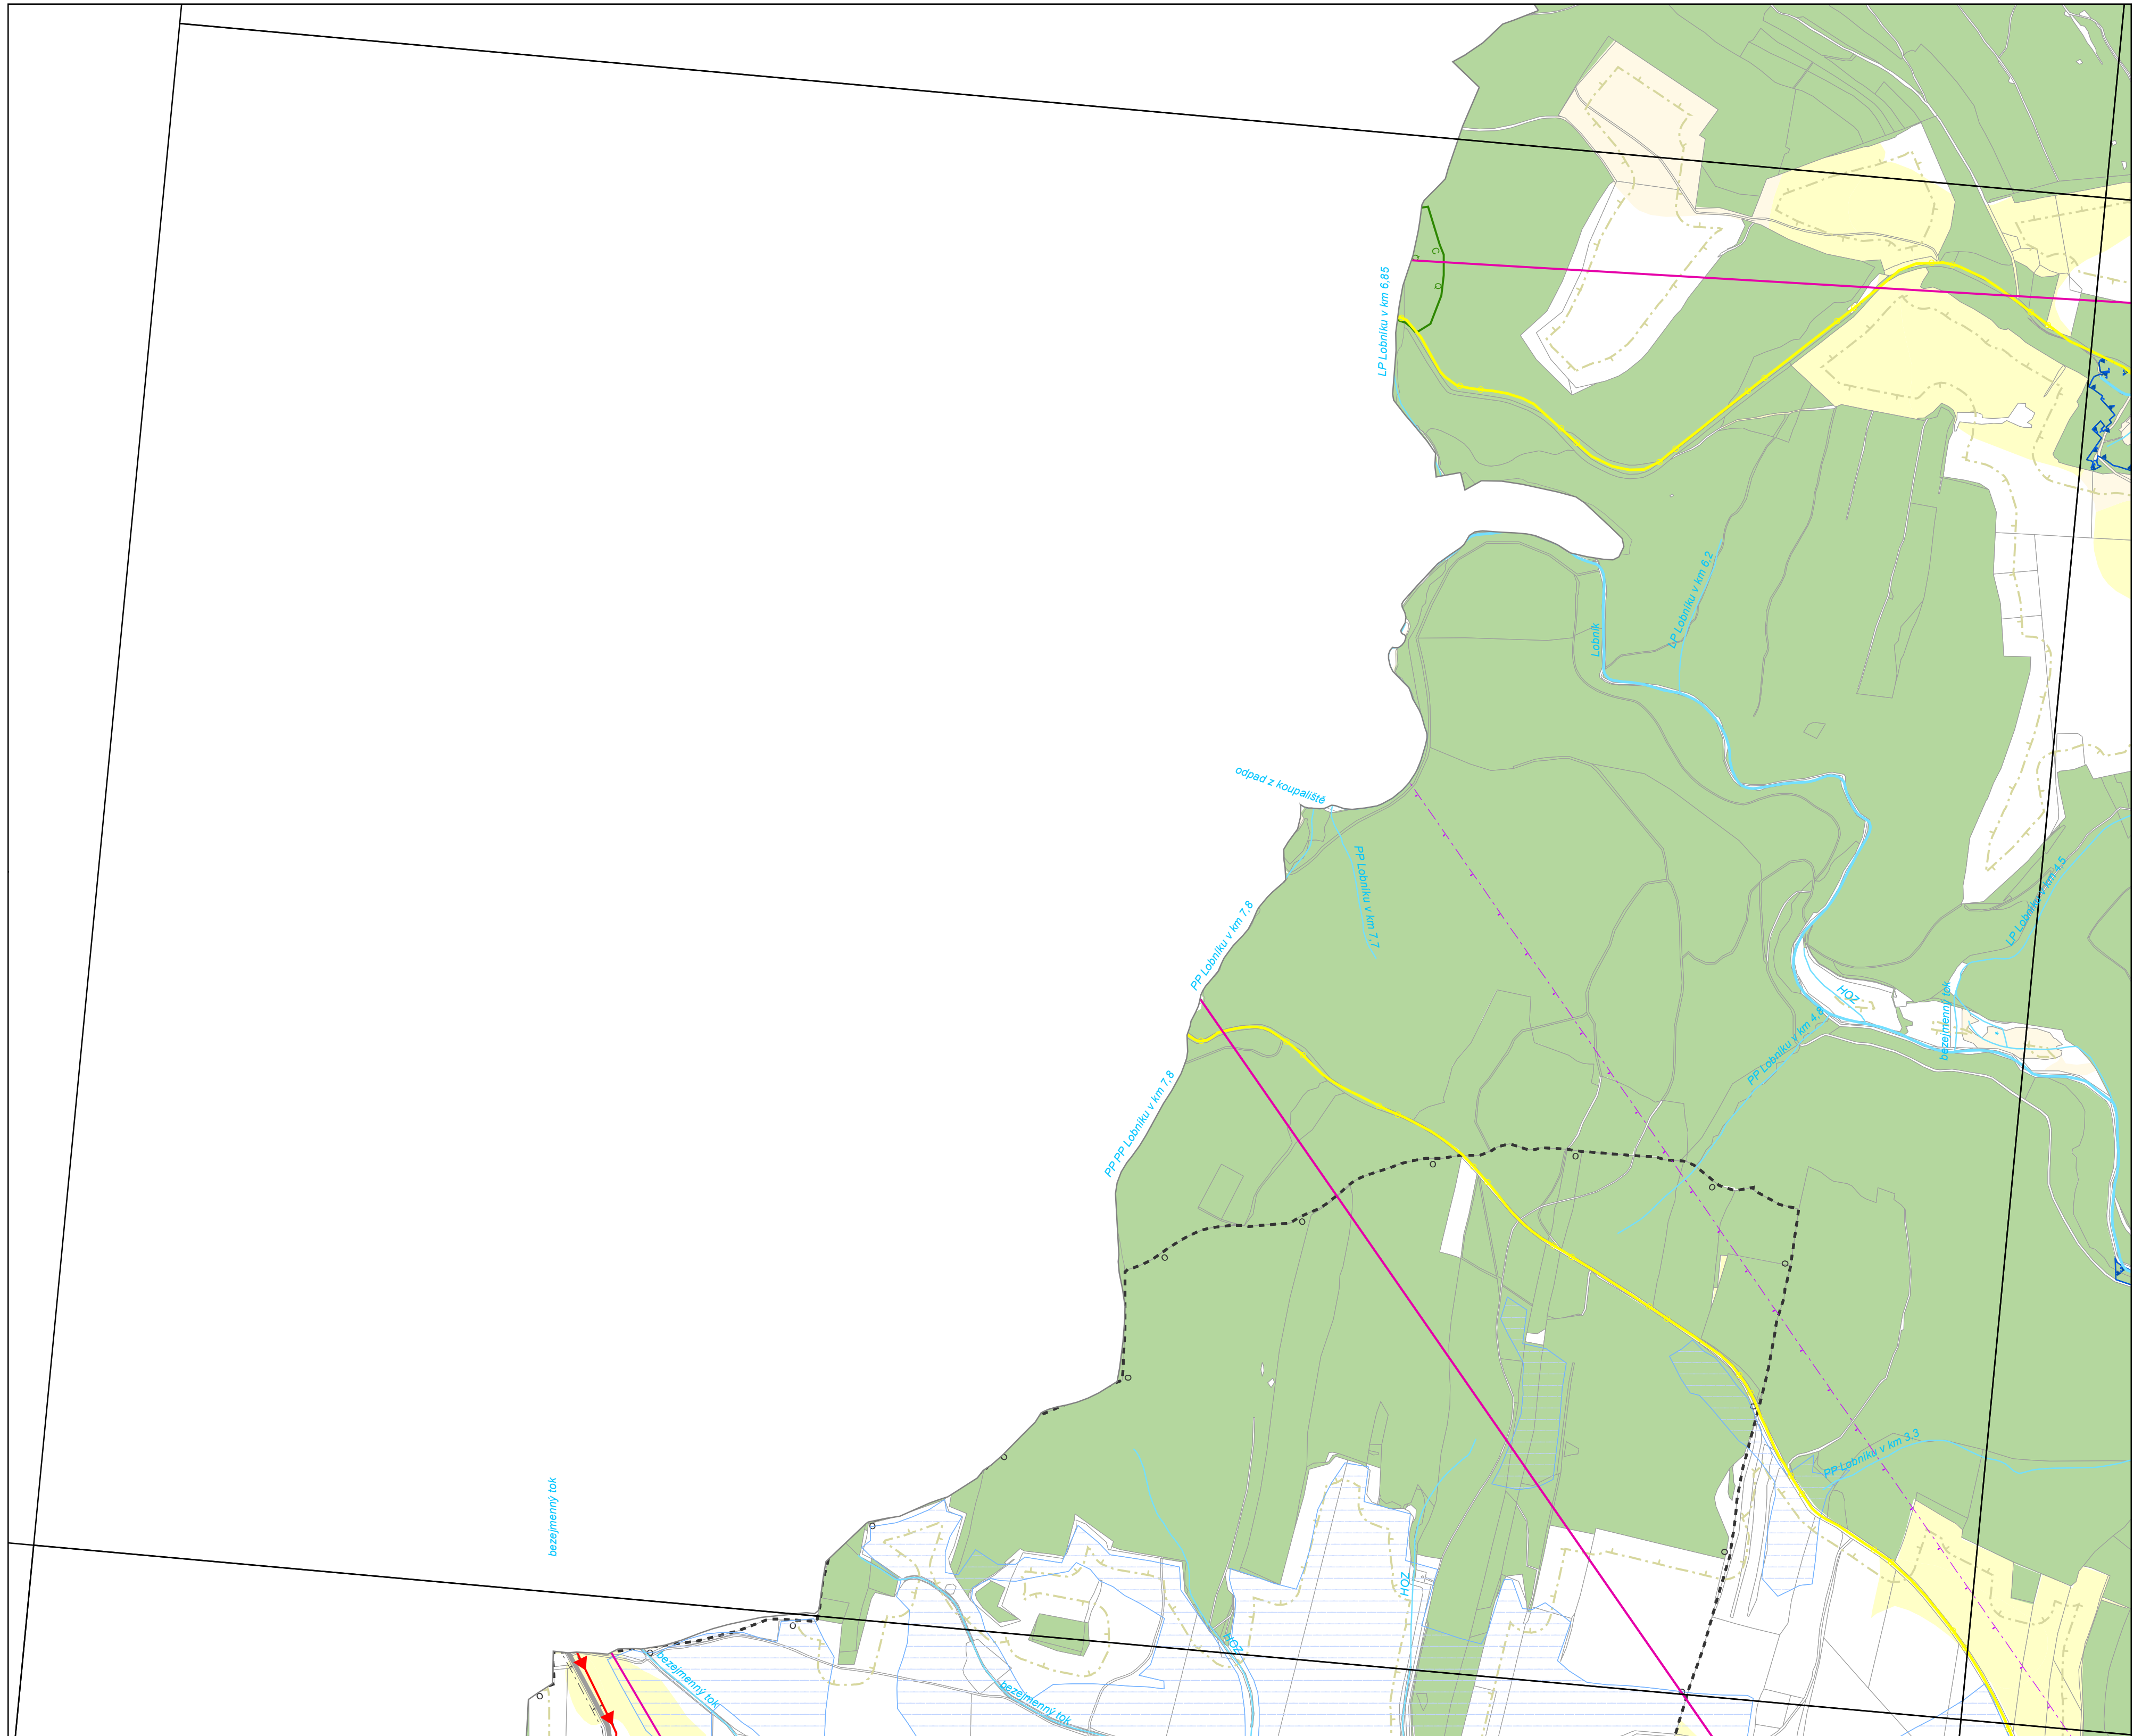 LP Lobníku v km 6,85
LP Lobníku v km 6,2
Lobník
odpad z koupaliště
PP Lobníku v km 7,7
LP Lobníku v km 4,5
PP Lobníku v km 7,8
HOZ
bezejmenný tok
PP Lobníku v km 4,8
PP PP Lobníku v km 7,8
PP Lobníku v km 3,3
bezejmenný tok
HOZ
HOZ
bezejmenný tok
bezejmenný tok